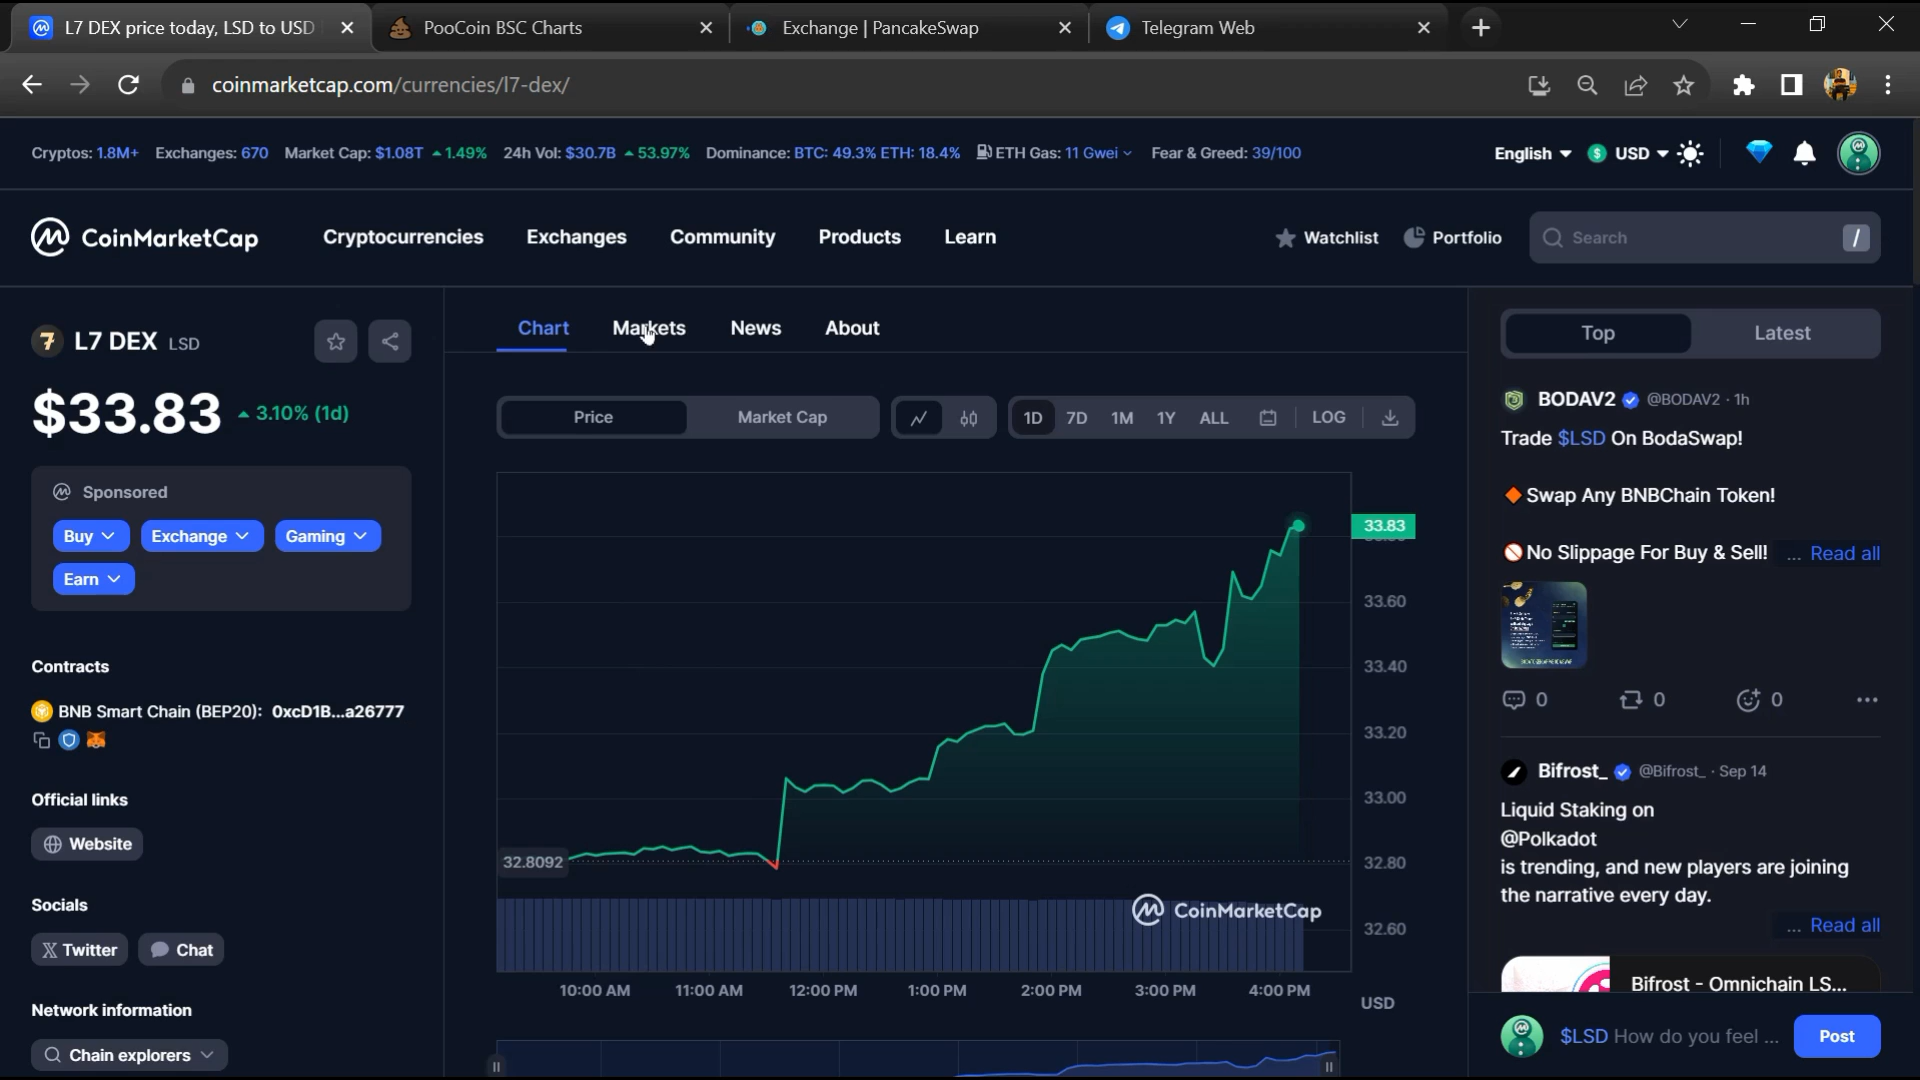 L7 DEX price today, LSD to USD
PooCoin BSC Charts
Exchange | PancakeSwap
Telegram Web
coinmarketcap.com/currencies/l7-dex/
Cryptos: 1.8M+ Exchanges: 670 Market Cap: $1.08T 1.49% 24h Vol: $30.7B 53.97% Dominance: BTC: 49.3% ETH: 18.4% ETH Gas: 11 Gwei Fear & Greed: 39/100
English $ USD
CoinMarketCap
Cryptocurrencies Exchanges Community Products Learn
Watchlist Portfolio Search /
L7 DEX LSD
$33.83 3.10% (1d)
Sponsored
Buy Exchange Gaming
Earn
Contracts
BNB Smart Chain (BEP20): 0xcD1B...a26777
Official links
Website
Socials
Twitter Chat
Network information
Chain explorers
Chart Markets News About
Price Market Cap 1D 7D 1M 1Y ALL LOG
33.83
33.60
33.40
33.20
33.00
32.8092
32.80
CoinMarketCap
32.60
10:00 AM 11:00 AM 12:00 PM 1:00 PM 2:00 PM 3:00 PM 4:00 PM
USD
Top Latest
BODAV2 @BODAV2 · 1h
Trade $LSD On BodaSwap!
Swap Any BNBChain Token!
No Slippage For Buy & Sell! ... Read all
0 0 0
Bifrost_ @Bifrost_ · Sep 14
Liquid Staking on
@Polkadot
is trending, and new players are joining
the narrative every day.
... Read all
Bifrost - Omnichain LS...
$LSD How do you feel ... Post